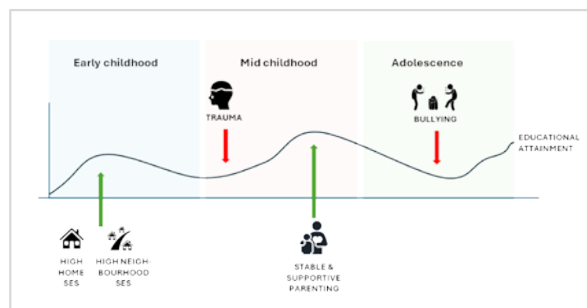 Early childhood
Mid childhood
Adolescence
TRAUMA
BULLYING
EDUCATIONAL
ATTAINMENT
HIGH
HOME
SES
HIGH NEIGH-
BOURHOOD
SES
STABLE &
SUPPORTIVE
PARENTING